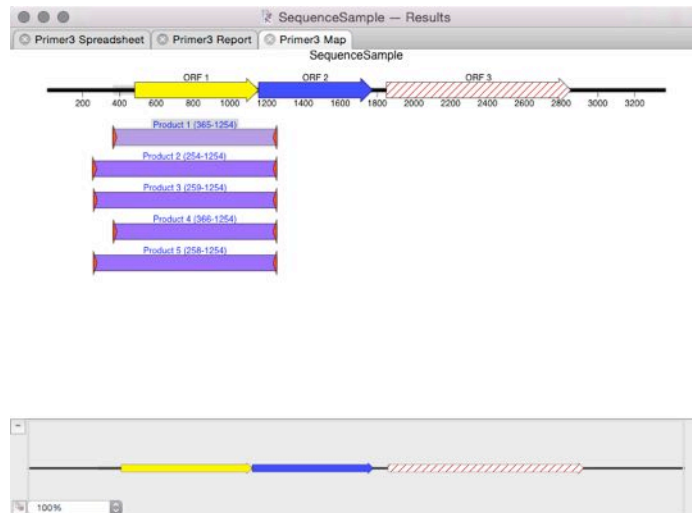 SequenceSample — Results
Primer3 Spreadsheet Primer3 Report Primer3 Map
SequenceSample
ORF 1 ORF 2 ORF 3
200 400 600 800 1000 1200 1400 1600 1800 2000 2200 2400 2600 2800 3000 3200
Product 1 (365-1254)
Product 2 (254-1254)
Product 3 (259-1254)
Product 4 (366-1254)
Product 5 (258-1254)
100%